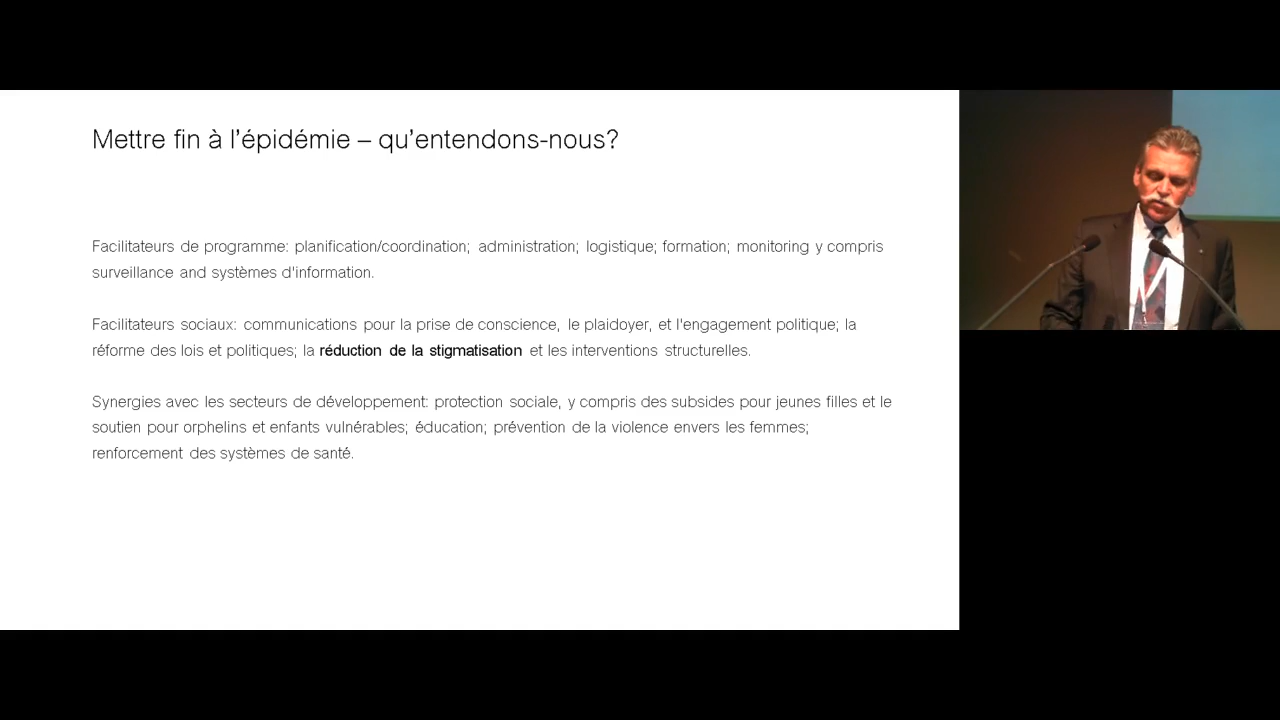 Mettre fin à l’épidémie – qu’entendons-nous?
Facilitateurs de programme: planification/coordination; administration; logistique; formation; monitoring y compris
surveillance and systèmes d'information.
Facilitateurs sociaux: communications pour la prise de conscience, le plaidoyer, et l'engagement politique; la
réforme des lois et politiques; la réduction de la stigmatisation et les interventions structurelles.
Synergies avec les secteurs de développement: protection sociale, y compris des subsides pour jeunes filles et le
soutien pour orphelins et enfants vulnérables; éducation; prévention de la violence envers les femmes;
renforcement des systèmes de santé.